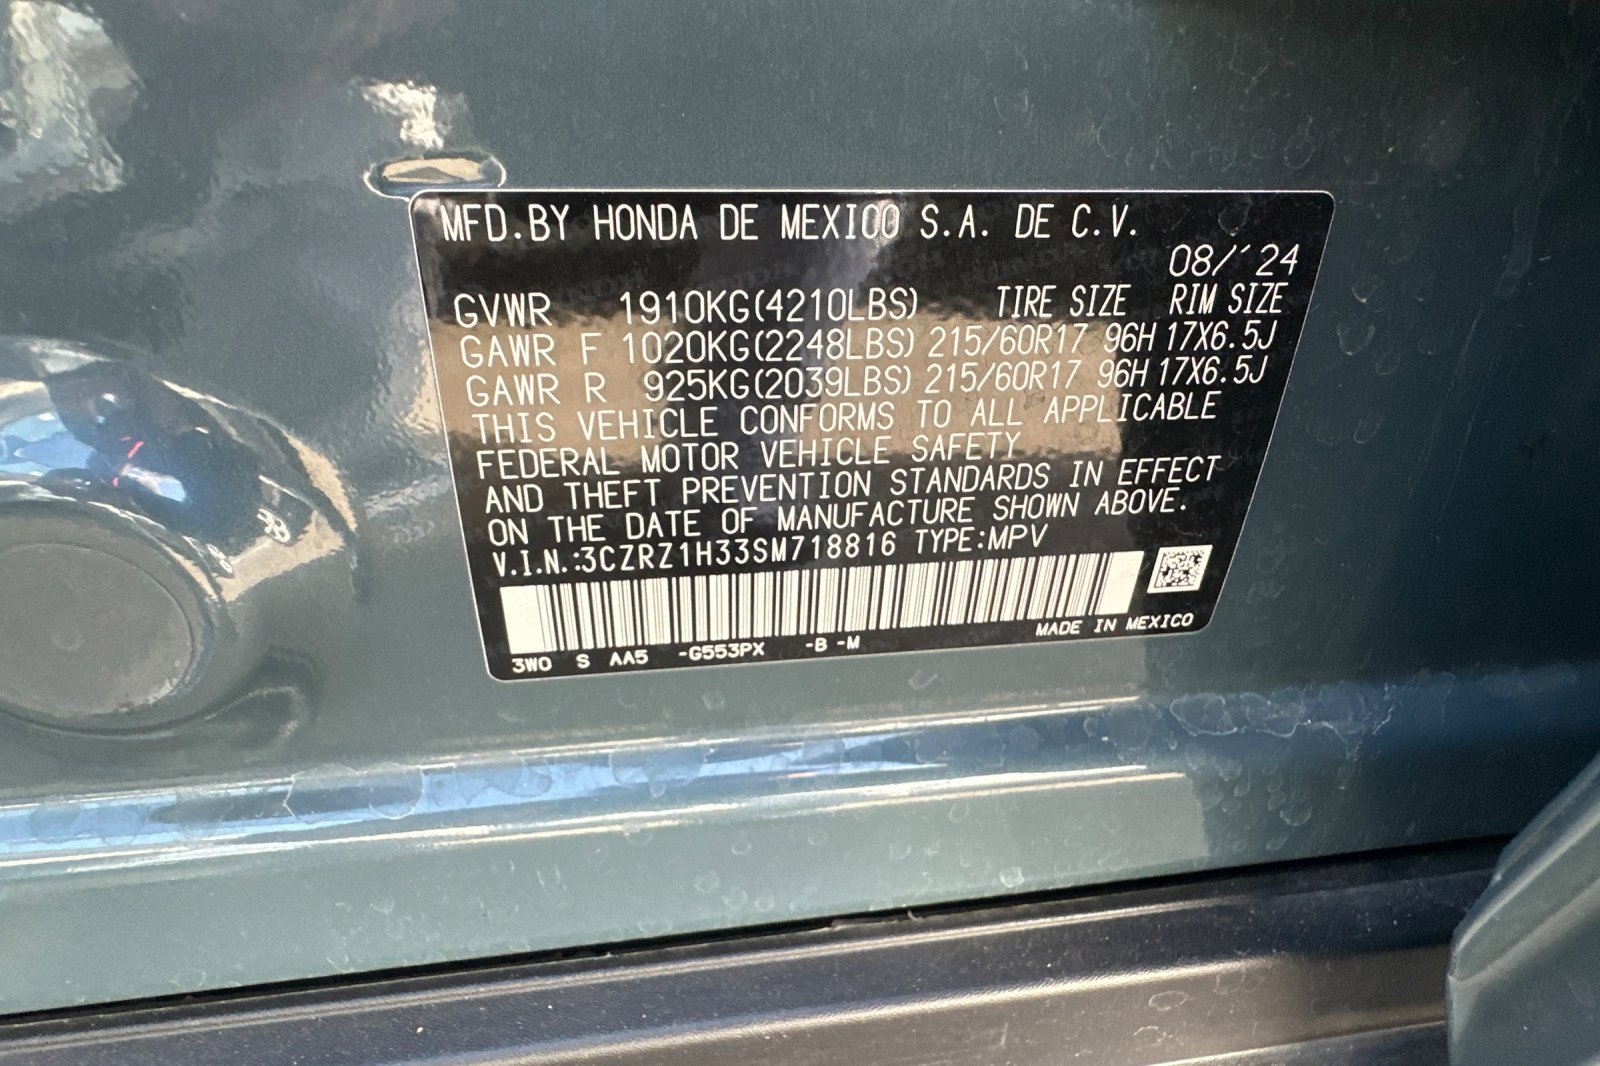 MFD.BY HONDA DE MEXICO S.A. DE C.V.
08/´24
GVWR 1910KG(4210LBS) TIRE SIZE RIM SIZE
GAWR F 1020KG(2248LBS) 215/60R17 96H 17X6.5J
GAWR R 925KG(2039LBS) 215/60R17 96H 17X6.5J
THIS VEHICLE CONFORMS TO ALL APPLICABLE
FEDERAL MOTOR VEHICLE SAFETY
AND THEFT PREVENTION STANDARDS IN EFFECT
ON THE DATE OF MANUFACTURE SHOWN ABOVE.
V.I.N.:3CZRZ1H33SM718816 TYPE:MPV
MADE IN MEXICO
3W0 S AA5 -G553PX -B -M